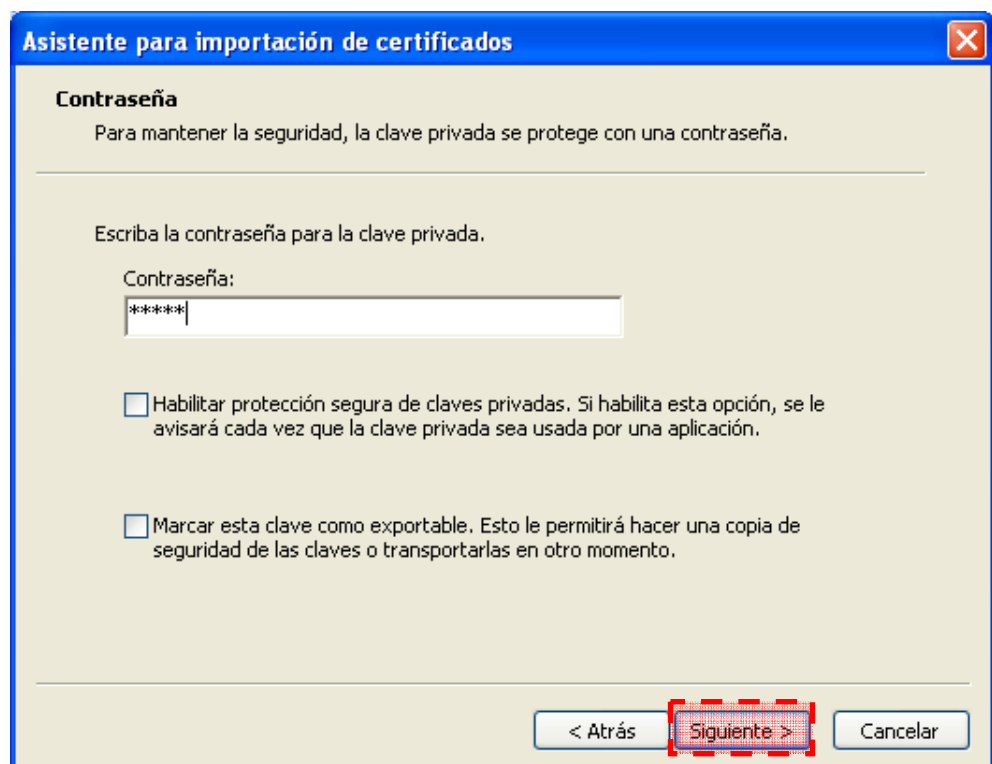 Asistente para importación de certificados
Contraseña
Para mantener la seguridad, la clave privada se protege con una contraseña.
Escriba la contraseña para la clave privada.
Contraseña:
*****
Habilitar protección segura de claves privadas. Si habilita esta opción, se le
avisará cada vez que la clave privada sea usada por una aplicación.
Marcar esta clave como exportable. Esto le permitirá hacer una copia de
seguridad de las claves o transportarlas en otro momento.
< Atrás Siguiente > Cancelar